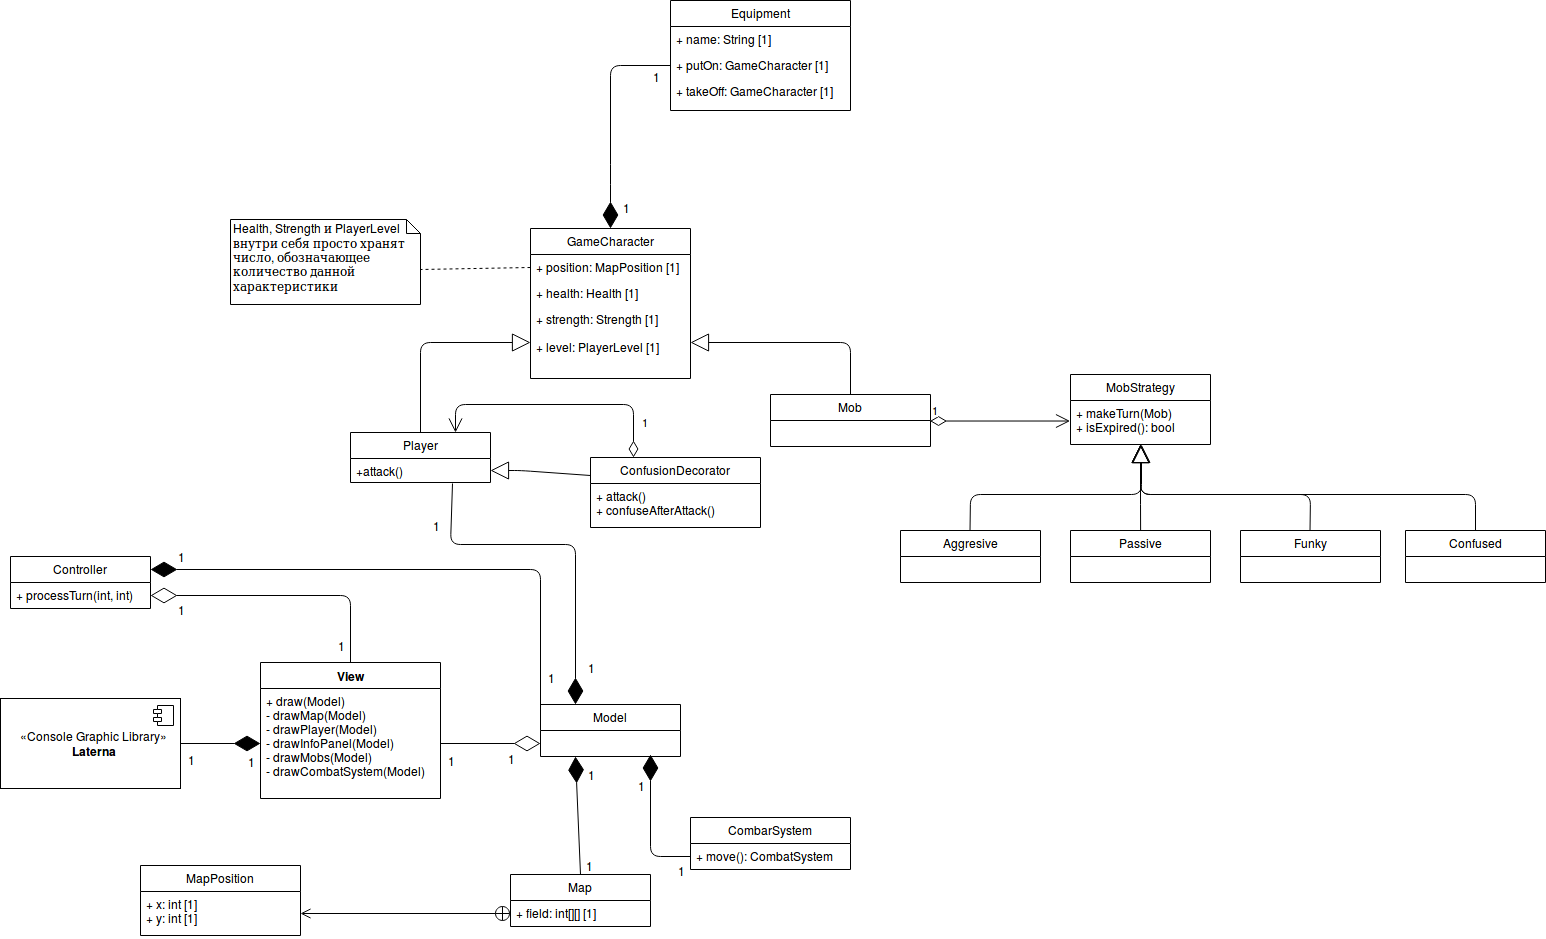 Equipment
+ name: String [1]
+ putOn: GameCharacter [1]
+ takeOff: GameCharacter [1]
1
1
Health, Strength и PlayerLevel
внутри себя просто хранят
число, обозначающее
количество данной
характеристики
GameCharacter
+ position: MapPosition [1]
+ health: Health [1]
+ strength: Strength [1]
+ level: PlayerLevel [1]
Mob
1
MobStrategy
+ makeTurn(Mob)
+ isExpired(): bool
Player
+attack()
1
ConfusionDecorator
+ attack()
+ confuseAfterAttack()
1
Aggresive
Passive
Funky
Confused
Controller
+ processTurn(int, int)
1
1
1
1
1
View
+ draw(Model)
- drawMap(Model)
- drawPlayer(Model)
- drawInfoPanel(Model)
- drawMobs(Model)
- drawCombatSystem(Model)
«Console Graphic Library»
Laterna
1
1
1
1
Model
1
1
CombarSystem
+ move(): CombatSystem
1
1
Map
+ field: int[][] [1]
MapPosition
+ x: int [1]
+ y: int [1]